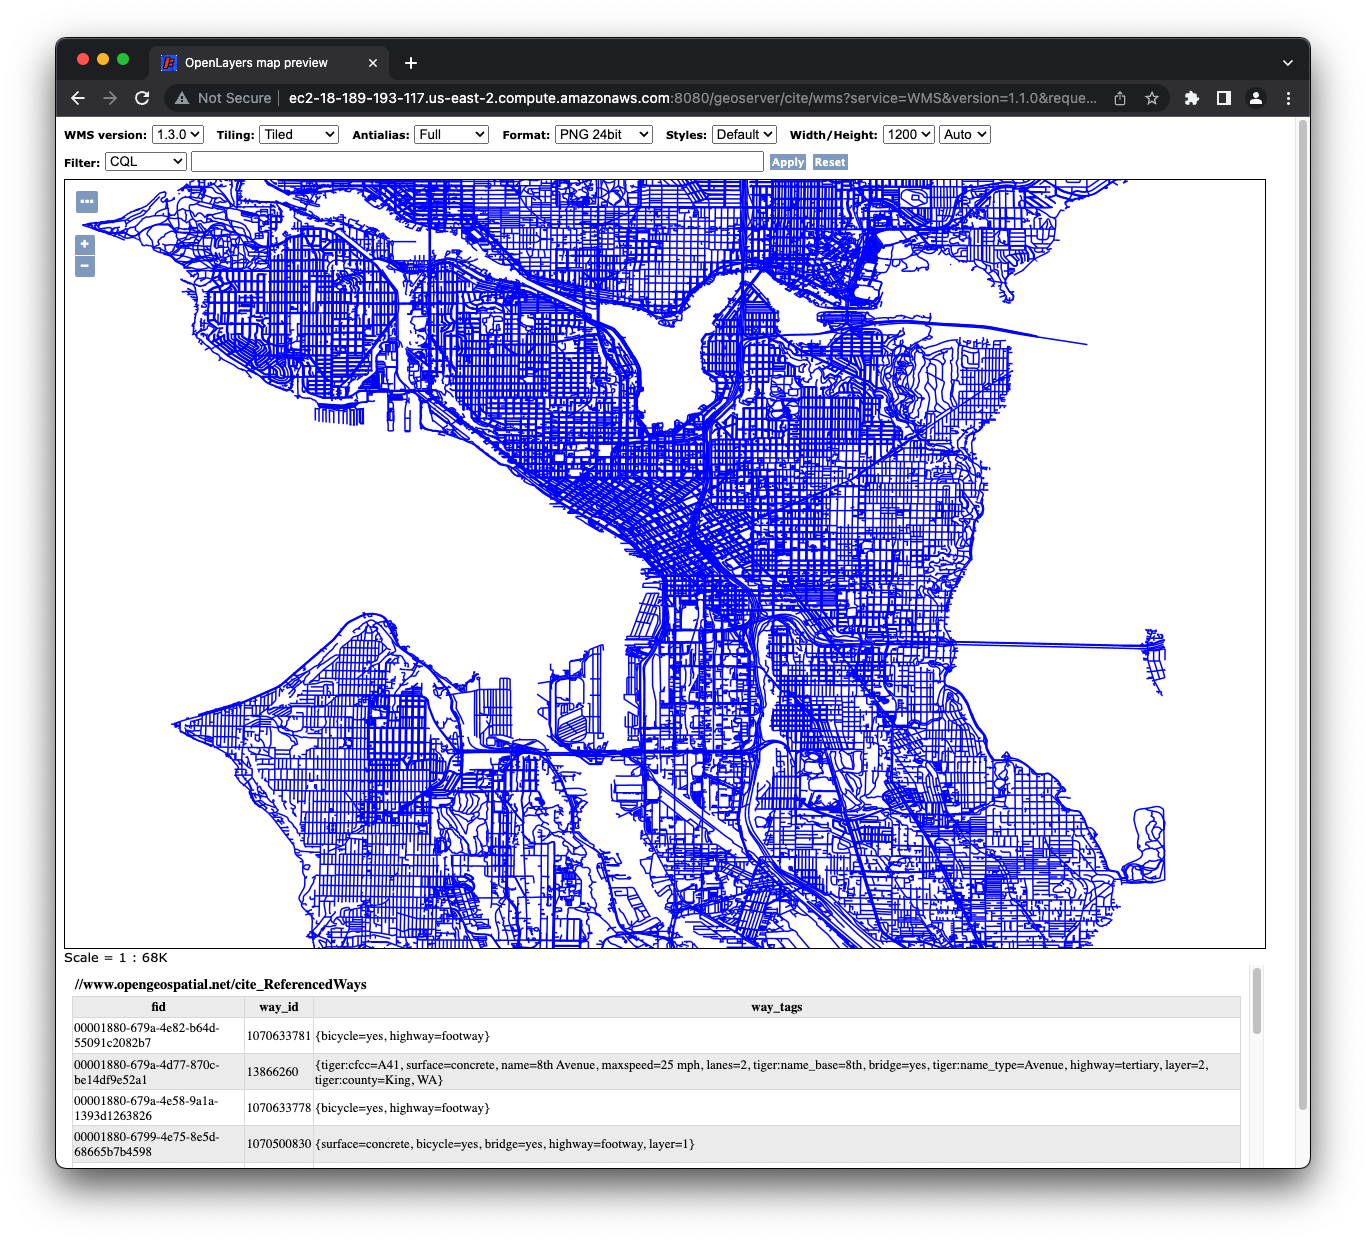 OpenLayers map preview
Not Secure ec2-18-189-193-117.us-east-2.compute.amazonaws.com:8080/geoserver/cite/wms?service=WMS&version=1.1.0&reque...
WMS version: 1.3.0 Tiling: Tiled Antialias: Full Format: PNG 24bit Styles: Default Width/Height: 1200 Auto
Filter: CQL Apply Reset
...
+
−
Scale = 1 : 68K
//www.opengeospatial.net/cite_ReferencedWays
fid way_id way_tags
00001880-679a-4e82-b64d-
55091c2082b7 1070633781 {bicycle=yes, highway=footway}
00001880-679a-4d77-870c-
be14df9e52a1 13866260 {tiger:cfcc=A41, surface=concrete, name=8th Avenue, maxspeed=25 mph, lanes=2, tiger:name_base=8th, bridge=yes, tiger:name_type=Avenue, highway=tertiary, layer=2,
tiger:county=King, WA}
00001880-679a-4e58-9a1a-
1393d1263826 1070633778 {bicycle=yes, highway=footway}
00001880-6799-4e75-8e5d-
68665b7b4598 1070500830 {surface=concrete, bicycle=yes, bridge=yes, highway=footway, layer=1}